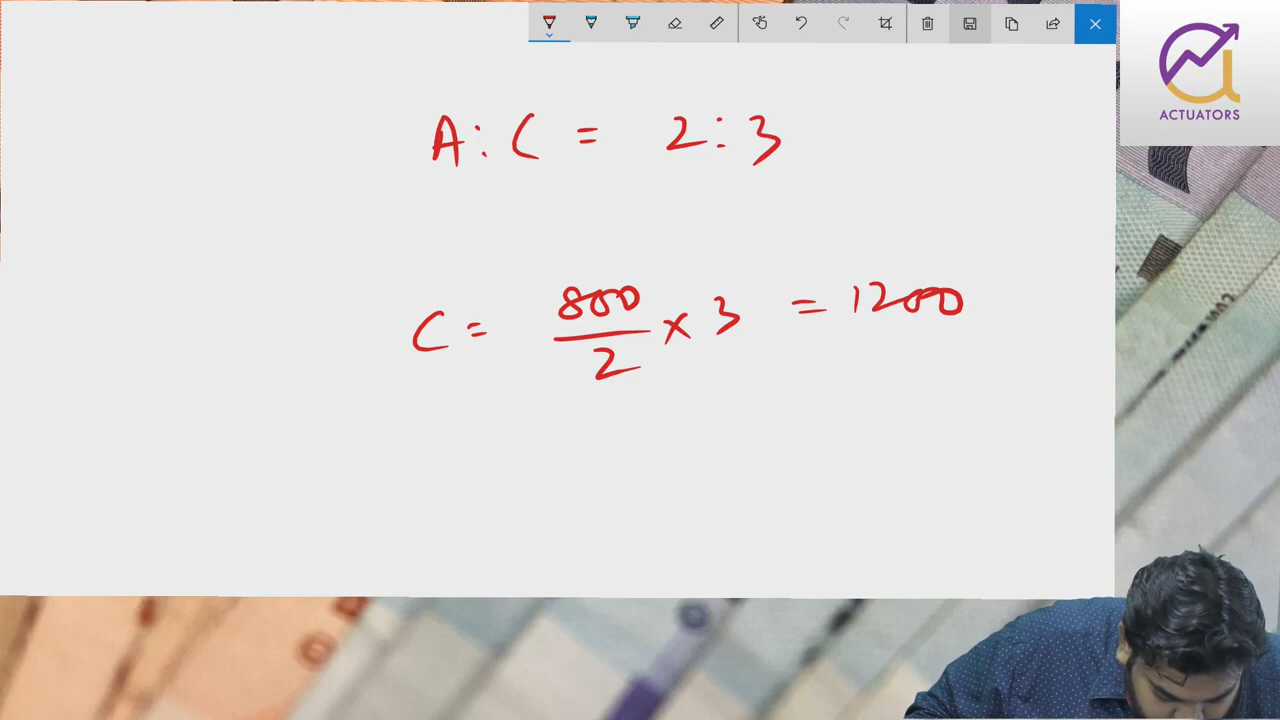 ACTUATORS
A : C = 2 : 3
C = 800/2 × 3 = 1200